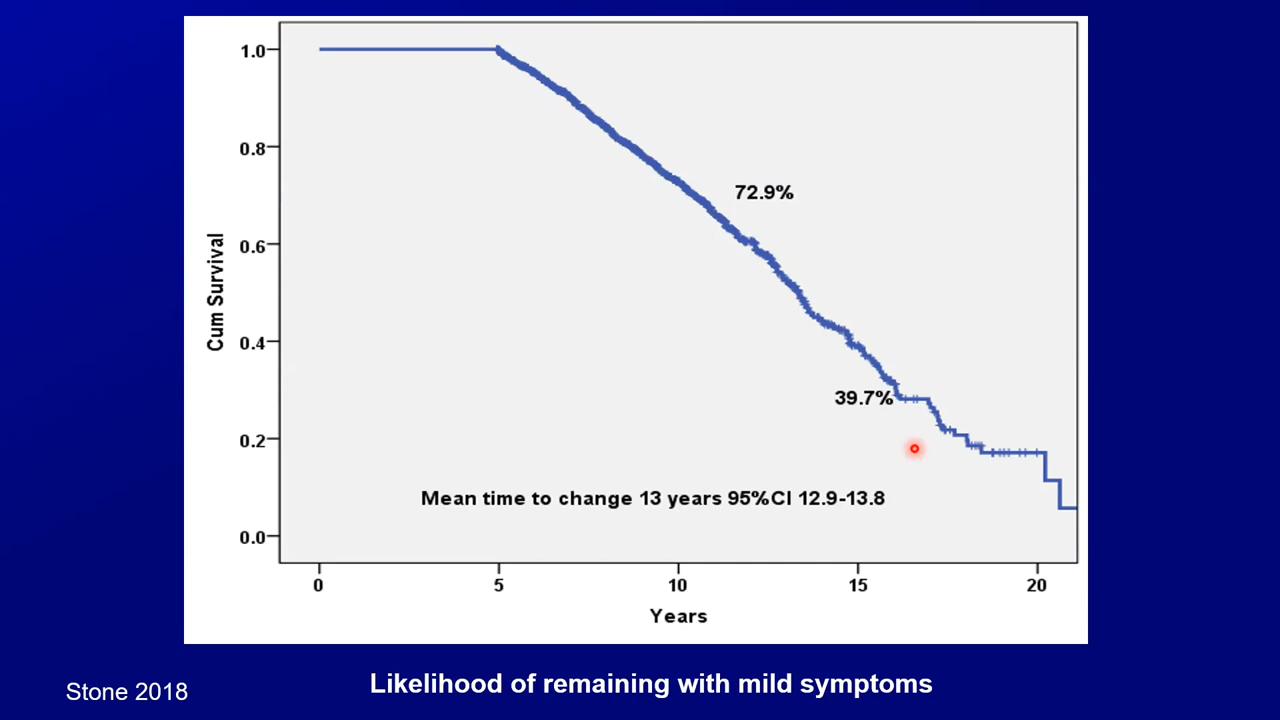 1.0
0.8
72.9%
0.6
Cum Survival
0.4
39.7%
0.2
Mean time to change 13 years 95%CI 12.9-13.8
0.0
0 5 10 15 20
Years
Likelihood of remaining with mild symptoms
Stone 2018